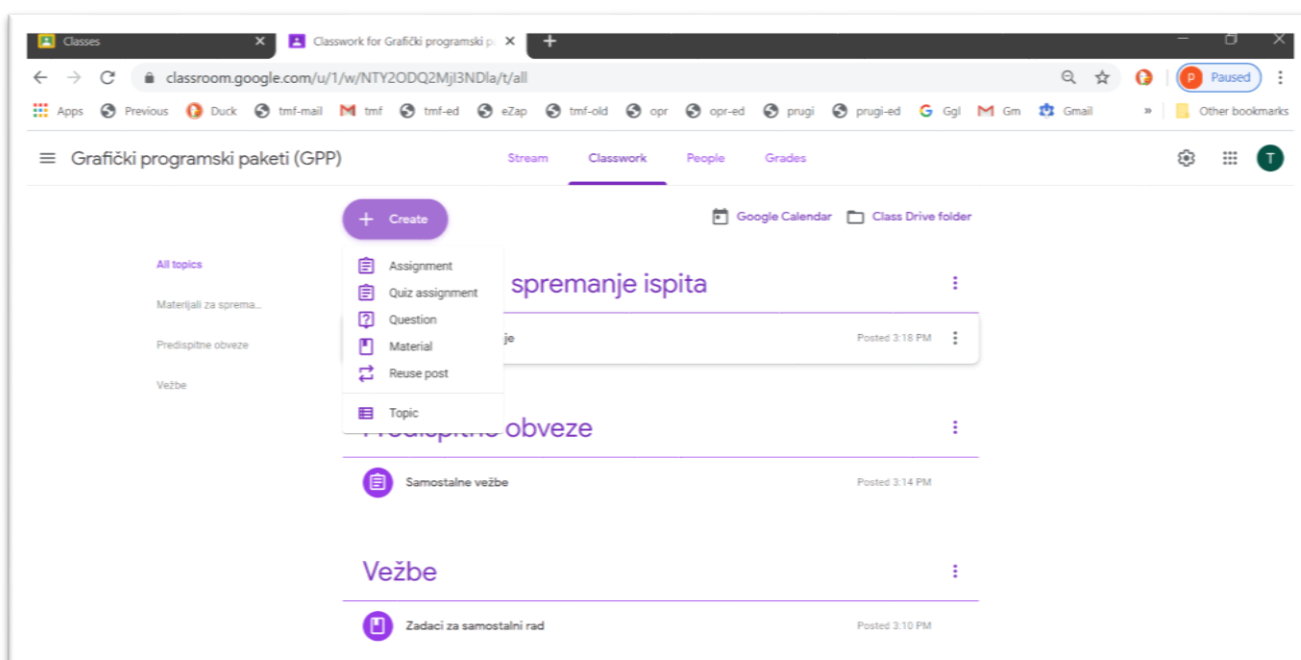 Classes
Classwork for Grafički programski p
classroom.google.com/u/1/w/NTY2ODQ2MjI3NDla/t/all
P Paused
Apps Previous Duck tmf-mail tmf tmf-ed eZap tmf-old opr opr-ed prugi prugi-ed Ggl Gm Gmail » Other bookmarks
Grafički programski paketi (GPP) Stream Classwork People Grades T
+ Create Google Calendar Class Drive folder
All topics
Materijali za sprema...
Predispitne obveze
Vežbe
Assignment
Quiz assignment
Question
Material
Reuse post
Topic
spremanje ispita
je Posted 3:18 PM
Predispitne obveze
Samostalne vežbe Posted 3:14 PM
Vežbe
Zadaci za samostalni rad Posted 3:10 PM